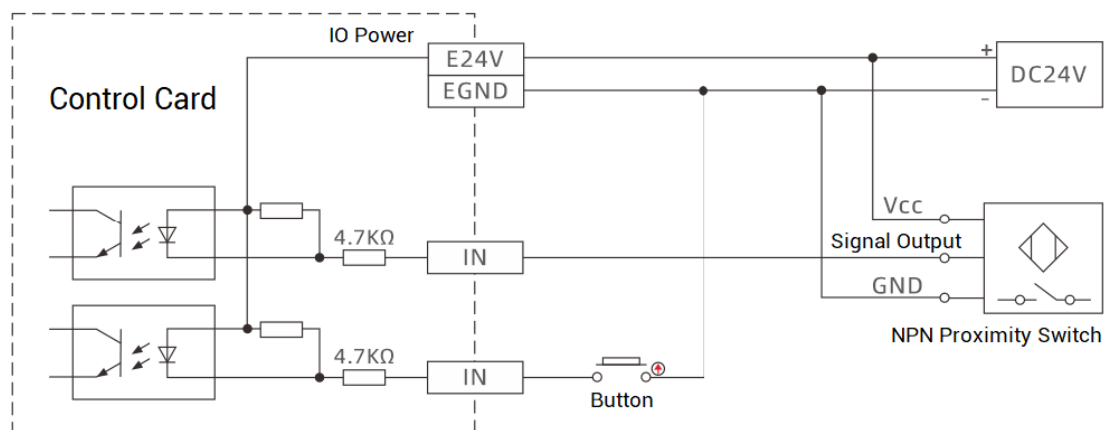 IO Power
E24V
EGND
+
-
DC24V
Control Card
4.7KΩ
IN
Vcc
Signal Output
GND
NPN Proximity Switch
4.7KΩ
IN
Button